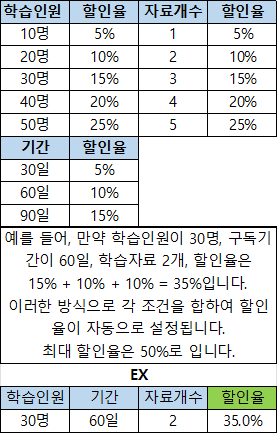 학습인원 할인율 자료개수 할인율
10명 5% 1 5%
20명 10% 2 10%
30명 15% 3 15%
40명 20% 4 20%
50명 25% 5 25%
기간 할인율
30일 5%
60일 10%
90일 15%
예를 들어, 만약 학습인원이 30명, 구독기
간이 60일, 학습자료 2개, 할인율은
15% + 10% + 10% = 35%입니다.
이러한 방식으로 각 조건을 합하여 할인
율이 자동으로 설정됩니다.
최대 할인율은 50%로 입니다.
EX
학습인원 기간 자료개수 할인율
30명 60일 2 35.0%